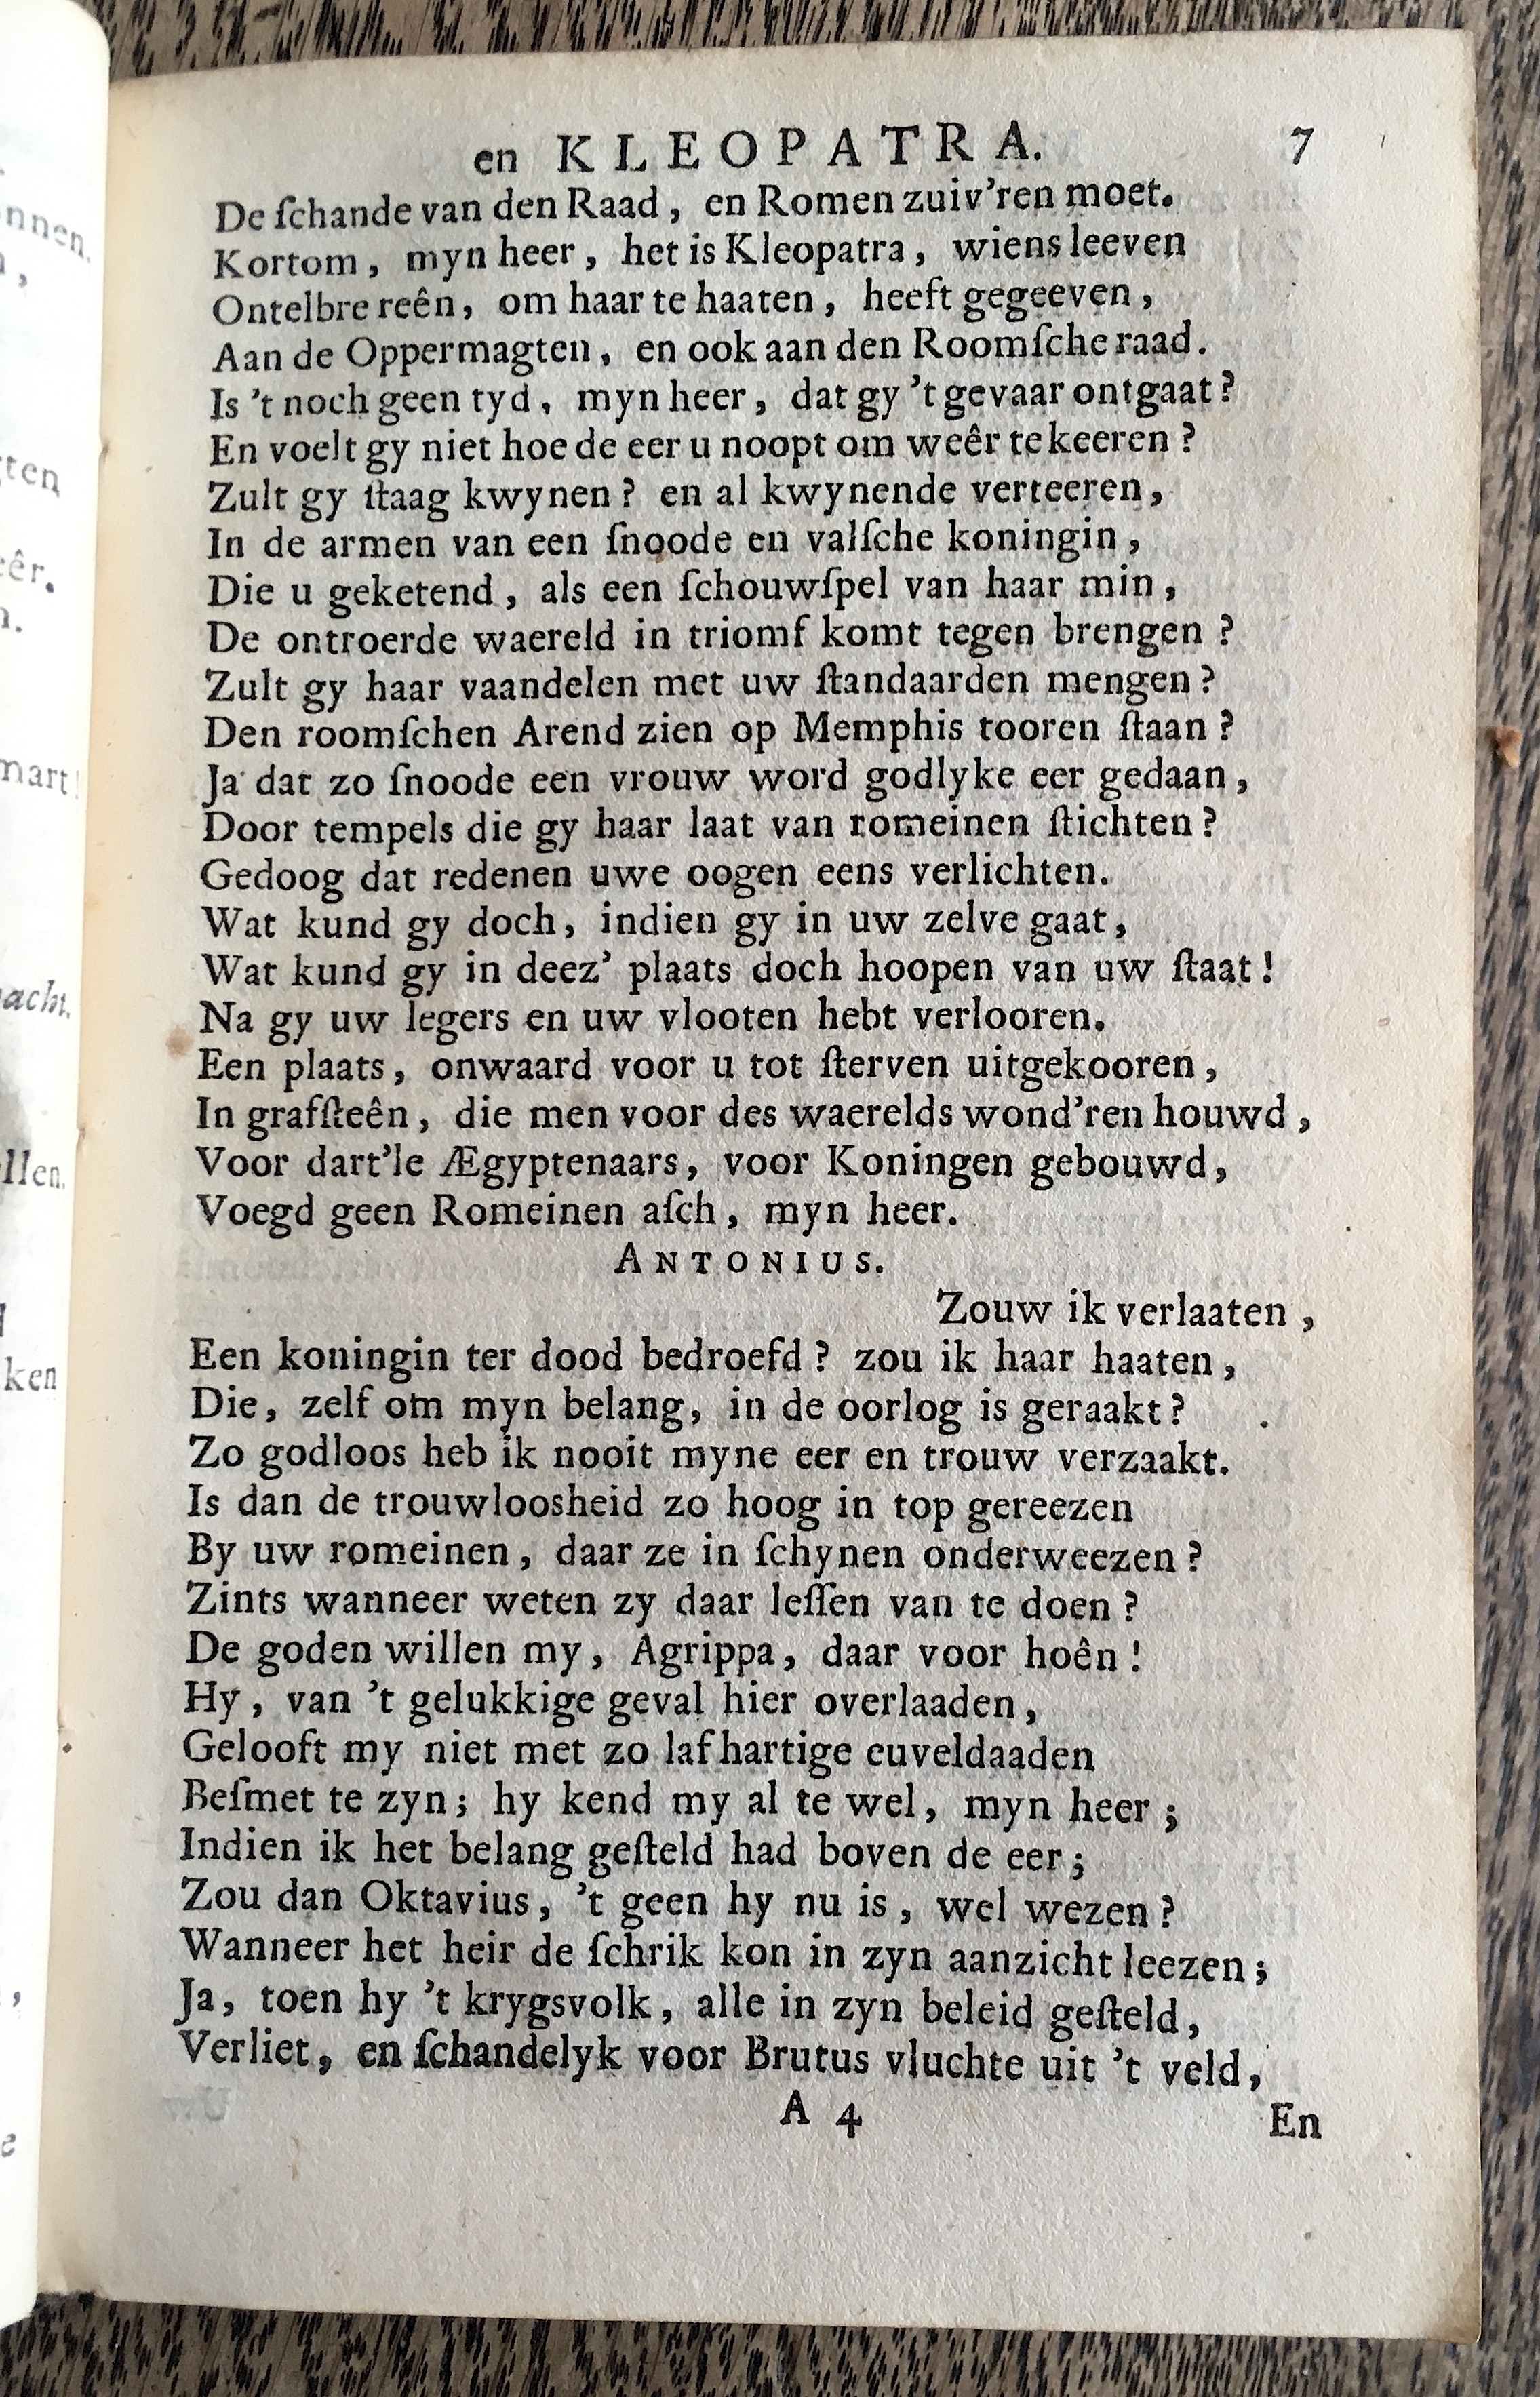 en KLEOPATRA. 7
De ſchande van den Raad, en Romen zuiv'ren moet.
Kortom, myn heer, het is Kleopatra, wiens leeven
Ontelbre reên, om haar te haaten, heeft gegeeven,
Aan de Oppermagten, en ook aan den Roomſche raad.
Is 't noch geen tyd, myn heer, dat gy 't gevaar ontgaat?
En voelt gy niet hoe de eer u noopt om weêr te keeren?
Zult gy ſtaag kwynen? en al kwynende verteeren,
In de armen van een ſnoode en valſche koningin,
Die u geketend, als een ſchouwſpel van haar min,
De ontroerde waereld in triomf komt tegen brengen?
Zult gy haar vaandelen met uw ſtandaarden mengen?
Den roomſchen Arend zien op Memphis tooren ſtaan?
Ja dat zo ſnoode een vrouw word godlyke eer gedaan,
Door tempels die gy haar laat van romeinen ſtichten?
Gedoog dat redenen uwe oogen eens verlichten.
Wat kund gy doch, indien gy in uw zelve gaat,
Wat kund gy in deez' plaats doch hoopen van uw ſtaat!
Na gy uw legers en uw vlooten hebt verlooren.
Een plaats, onwaard voor u tot ſterven uitgekooren,
In grafſteên, die men voor des waerelds wond'ren houwd,
Voor dart'le Ægyptenaars, voor Koningen gebouwd,
Voegd geen Romeinen aſch, myn heer.
ANTONIUS.
Zouw ik verlaaten,
Een koningin ter dood bedroefd? zou ik haar haaten,
Die, zelf om myn belang, in de oorlog is geraakt?
Zo godloos heb ik nooit myne eer en trouw verzaakt.
Is dan de trouwloosheid zo hoog in top gereezen
By uw romeinen, daar ze in ſchynen onderweezen?
Zints wanneer weten zy daar leſſen van te doen?
De goden willen my, Agrippa, daar voor hoên!
Hy, van 't gelukkige geval hier overlaaden,
Gelooft my niet met zo lafhartige euveldaaden
Beſmet te zyn; hy kend my al te wel, myn heer;
Indien ik het belang geſteld had boven de eer;
Zou dan Oktavius, 't geen hy nu is, wel wezen?
Wanneer het heir de ſchrik kon in zyn aanzicht leezen;
Ja, toen hy 't krygsvolk, alle in zyn beleid geſteld,
Verliet, en ſchandelyk voor Brutus vluchte uit 't veld,
A 4 En